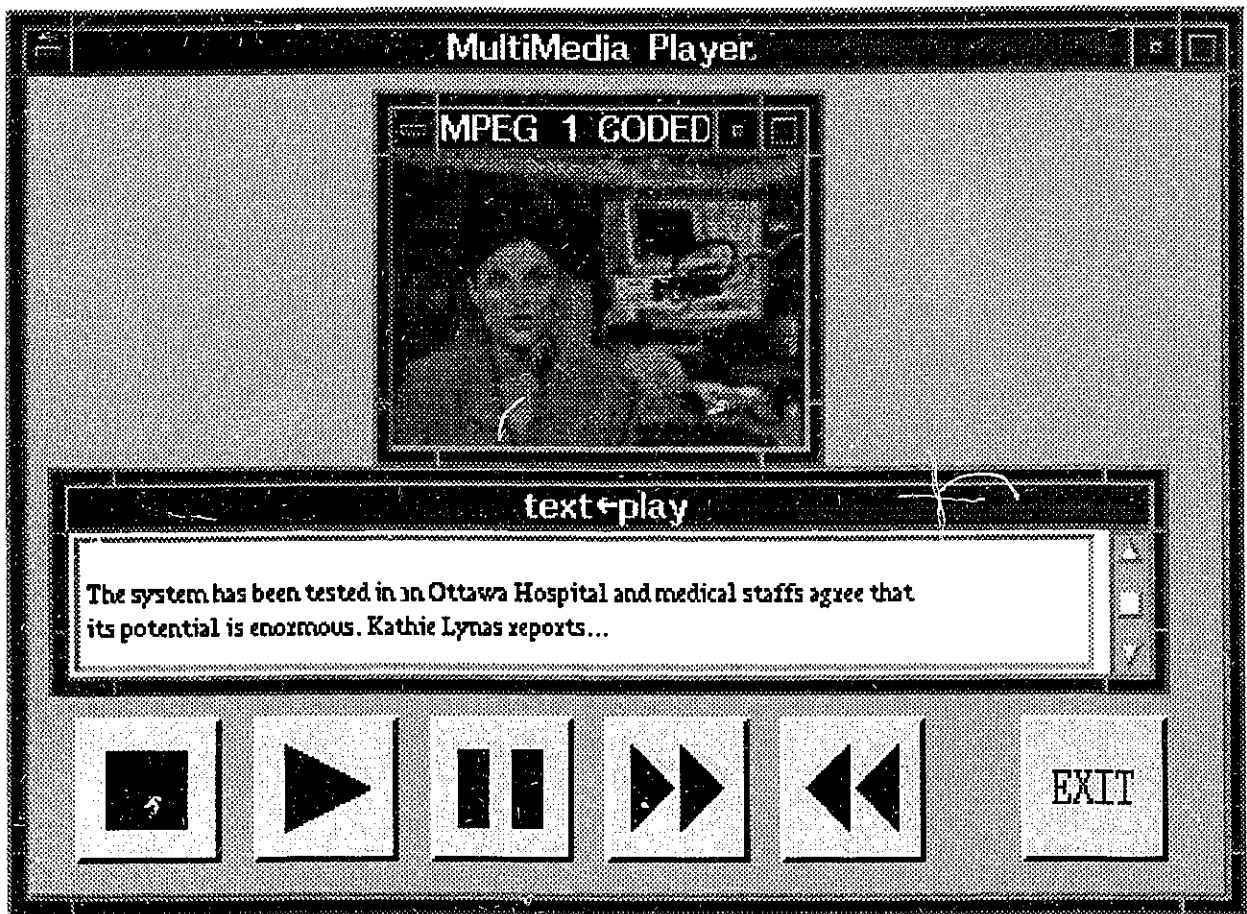 MultiMedia Player
MPEG 1 CODED
text←play
The system has been tested in an Ottawa Hospital and medical staffs agree that
its potential is enormous. Kathie Lynas reports...
EXIT